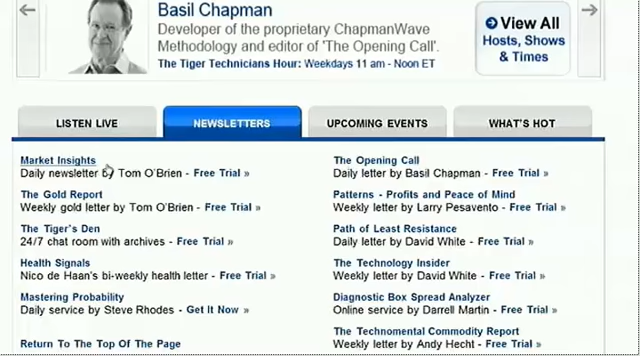 Basil Chapman
Developer of the proprietary ChapmanWave
Methodology and editor of 'The Opening Call'.
The Tiger Technicians Hour: Weekdays 11 am - Noon ET
View All
Hosts, Shows
& Times
LISTEN LIVE
NEWSLETTERS
UPCOMING EVENTS
WHAT'S HOT
Market Insights
Daily newsletter by Tom O'Brien - Free Trial »
The Gold Report
Weekly gold letter by Tom O'Brien - Free Trial »
The Tiger's Den
24/7 chat room with archives - Free Trial »
Health Signals
Nico de Haan's bi-weekly health letter - Free Trial »
Mastering Probability
Daily service by Steve Rhodes - Get It Now »
Return To The Top Of The Page
The Opening Call
Daily letter by Basil Chapman - Free Trial »
Patterns - Profits and Peace of Mind
Weekly letter by Larry Pesavento - Free Trial »
Path of Least Resistance
Daily letter by David White - Free Trial »
The Technology Insider
Weekly letter by David White - Free Trial »
Diagnostic Box Spread Analyzer
Online service by Darrell Martin - Free Trial »
The Technomental Commodity Report
Weekly letter by Andy Hecht - Free Trial »